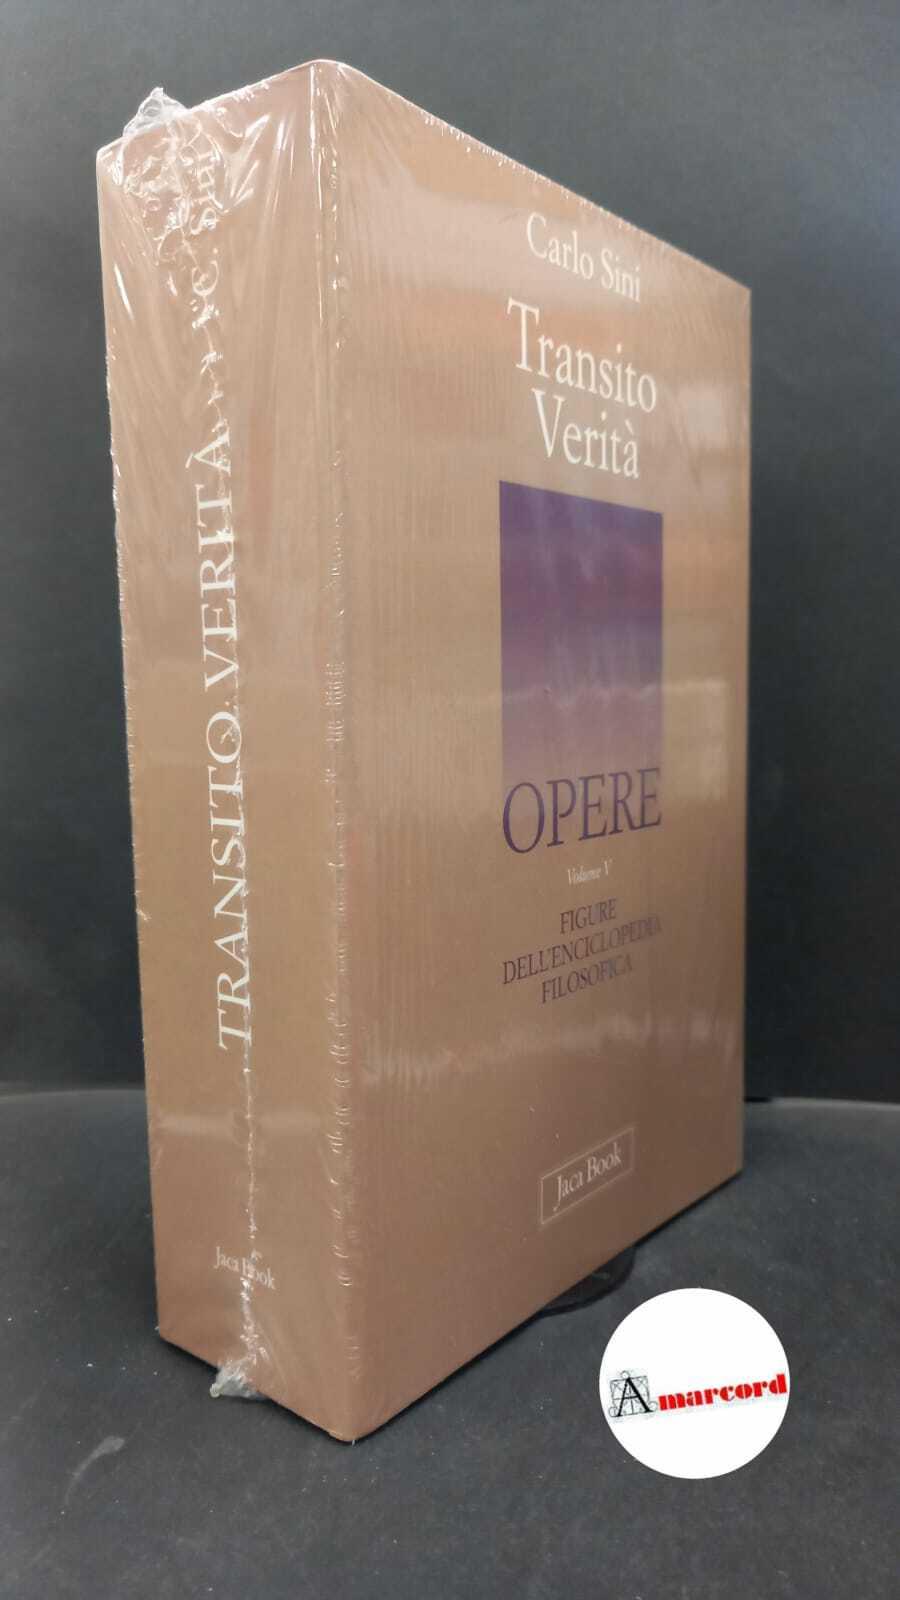 C. Sini
TRANSITO VERITÀ
Jaca Book
Carlo Sini
Transito
Verità
OPERE
Volume V
FIGURE
DELL'ENCICLOPEDIA
FILOSOFICA
Jaca Book
Amarcord